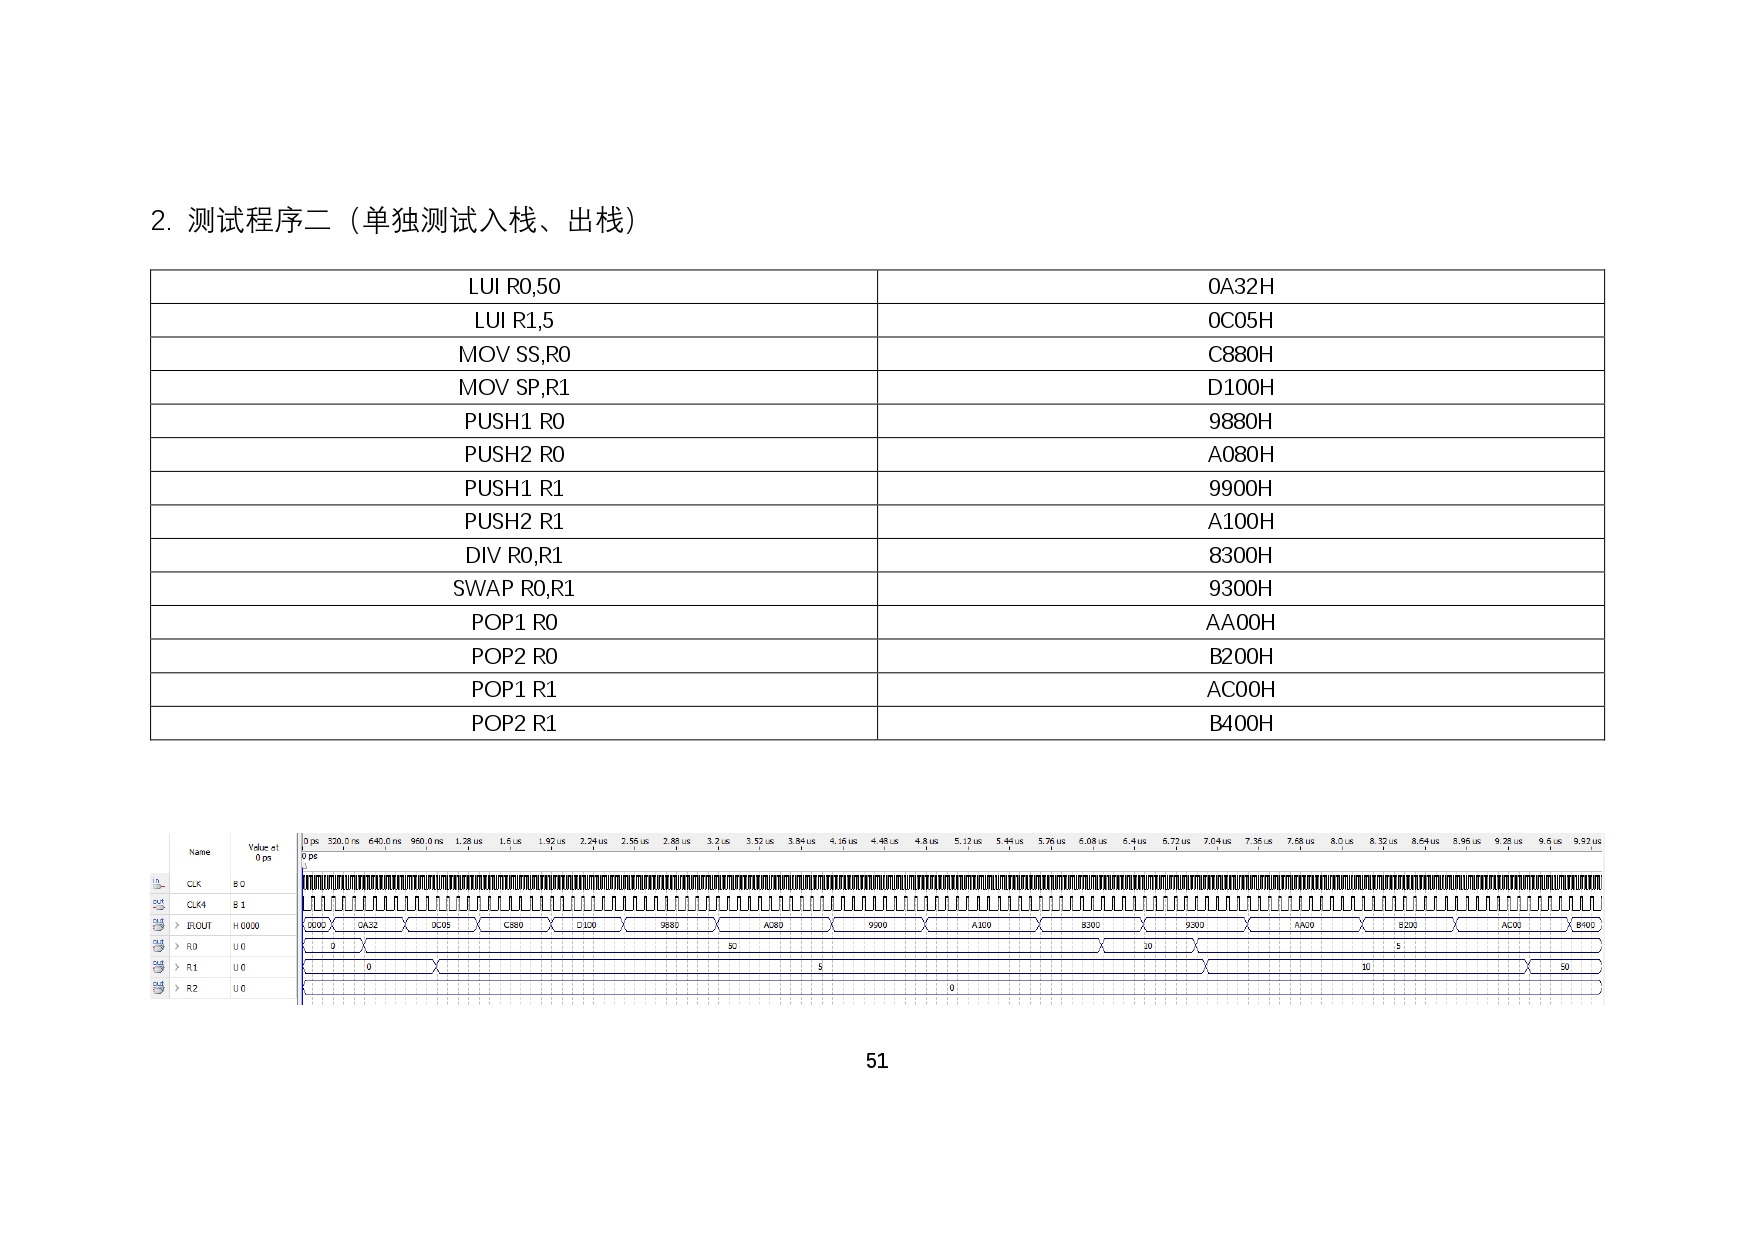 2. 测试程序二（单独测试入栈、出栈）
LUI R0,50 0A32H
LUI R1,5 0C05H
MOV SS,R0 C880H
MOV SP,R1 D100H
PUSH1 R0 9880H
PUSH2 R0 A080H
PUSH1 R1 9900H
PUSH2 R1 A100H
DIV R0,R1 8300H
SWAP R0,R1 9300H
POP1 R0 AA00H
POP2 R0 B200H
POP1 R1 AC00H
POP2 R1 B400H
Name Value at 0 ps 0 ps 320.0 ns 640.0 ns 960.0 ns 1.28 us 1.6 us 1.92 us 2.24 us 2.56 us 2.88 us 3.2 us 3.52 us 3.84 us 4.16 us 4.48 us 4.8 us 5.12 us 5.44 us 5.76 us 6.08 us 6.4 us 6.72 us 7.04 us 7.36 us 7.68 us 8.0 us 8.32 us 8.64 us 8.96 us 9.28 us 9.6 us 9.92 us
0 ps
in CLK B 0
out CLK4 B 1
out IROUT H 0000 0000 0A32 0C05 C880 D100 9880 A080 9900 A100 8300 9300 AA00 B200 AC00 B400
out R0 U 0 0 50 10 5
out R1 U 0 0 5 10 50
out R2 U 0 0
51